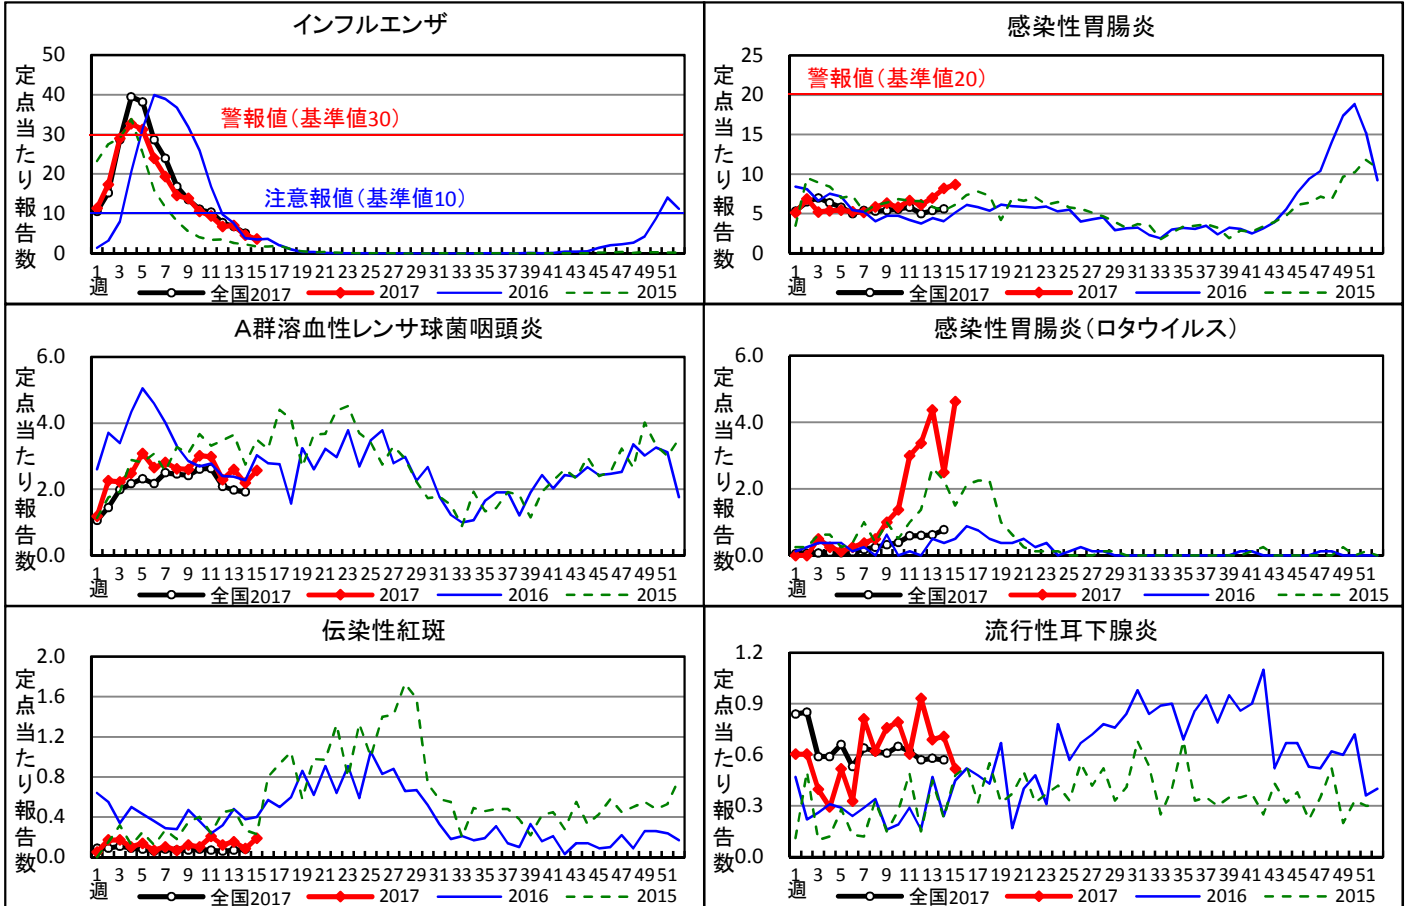 インフルエンザ
定点当たり報告数
50
40
30
20
10
0
警報値(基準値30)
注意報値(基準値10)
1 3 5 7 9 11 13 15 17 19 21 23 25 27 29 31 33 35 37 39 41 43 45 47 49 51
週
全国2017 2017 2016 2015
感染性胃腸炎
定点当たり報告数
25
20
15
10
5
0
警報値(基準値20)
1 3 5 7 9 11 13 15 17 19 21 23 25 27 29 31 33 35 37 39 41 43 45 47 49 51
週
全国2017 2017 2016 2015
A群溶血性レンサ球菌咽頭炎
定点当たり報告数
6.0
4.0
2.0
0.0
1 3 5 7 9 11 13 15 17 19 21 23 25 27 29 31 33 35 37 39 41 43 45 47 49 51
週
全国2017 2017 2016 2015
感染性胃腸炎(ロタウイルス)
定点当たり報告数
6.0
4.0
2.0
0.0
1 3 5 7 9 11 13 15 17 19 21 23 25 27 29 31 33 35 37 39 41 43 45 47 49 51
週
全国2017 2017 2016 2015
伝染性紅斑
定点当たり報告数
2.0
1.6
1.2
0.8
0.4
0.0
1 3 5 7 9 11 13 15 17 19 21 23 25 27 29 31 33 35 37 39 41 43 45 47 49 51
週
全国2017 2017 2016 2015
流行性耳下腺炎
定点当たり報告数
1.2
0.9
0.6
0.3
0.0
1 3 5 7 9 11 13 15 17 19 21 23 25 27 29 31 33 35 37 39 41 43 45 47 49 51
週
全国2017 2017 2016 2015